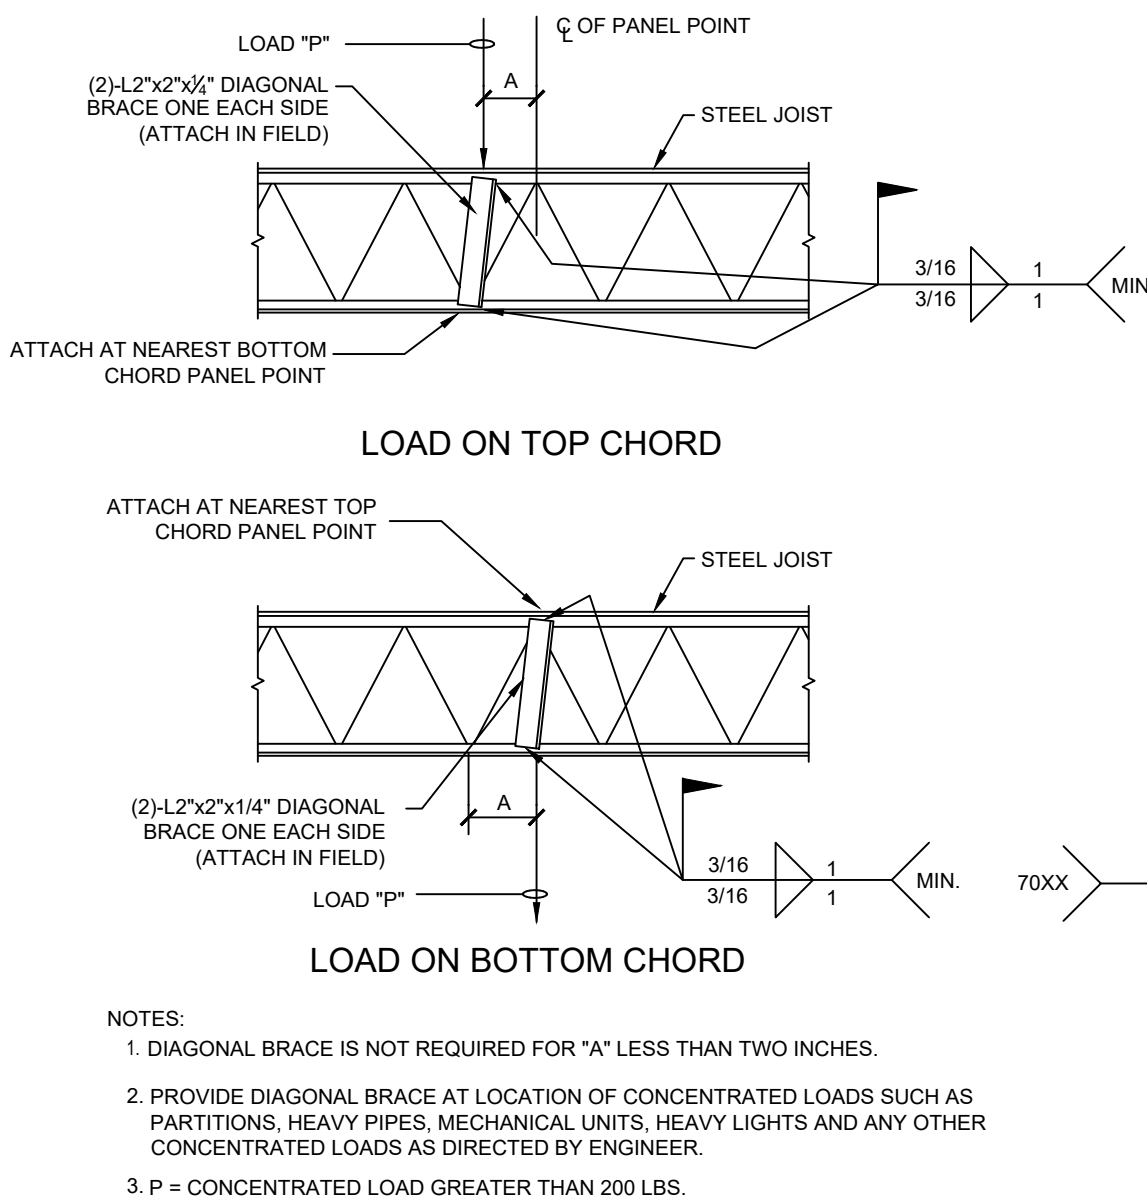 ℄ OF PANEL POINT
LOAD "P"
A
(2)-L2"x2"x¼" DIAGONAL
BRACE ONE EACH SIDE
(ATTACH IN FIELD)
STEEL JOIST
3/16
1
3/16
1
MIN
ATTACH AT NEAREST BOTTOM
CHORD PANEL POINT
LOAD ON TOP CHORD
ATTACH AT NEAREST TOP
CHORD PANEL POINT
STEEL JOIST
(2)-L2"x2"x1/4" DIAGONAL
BRACE ONE EACH SIDE
(ATTACH IN FIELD)
A
LOAD "P"
3/16
1
3/16
1
MIN.
70XX
LOAD ON BOTTOM CHORD
NOTES:
1. DIAGONAL BRACE IS NOT REQUIRED FOR "A" LESS THAN TWO INCHES.
2. PROVIDE DIAGONAL BRACE AT LOCATION OF CONCENTRATED LOADS SUCH AS
PARTITIONS, HEAVY PIPES, MECHANICAL UNITS, HEAVY LIGHTS AND ANY OTHER
CONCENTRATED LOADS AS DIRECTED BY ENGINEER.
3. P = CONCENTRATED LOAD GREATER THAN 200 LBS.